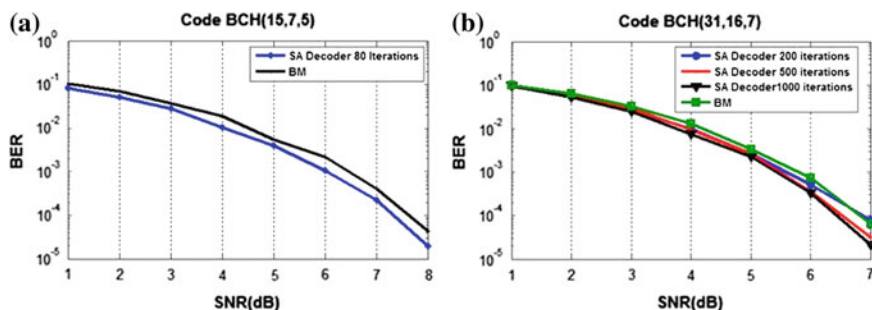 (a)
Code BCH(15,7,5)
10^0
10^-1
10^-2
10^-3
10^-4
10^-5
BER
1 2 3 4 5 6 7 8
SNR(dB)
SA Decoder 80 Iterations
BM
(b)
Code BCH(31,16,7)
10^0
10^-1
10^-2
10^-3
10^-4
10^-5
BER
1 2 3 4 5 6 7
SNR(dB)
SA Decoder 200 iterations
SA Decoder 500 iterations
SA Decoder1000 iterations
BM